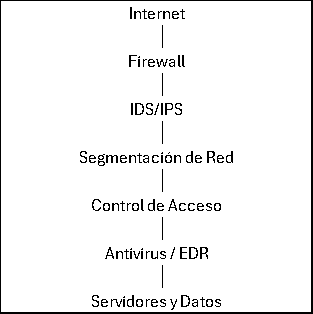 Internet
Firewall
IDS/IPS
Segmentación de Red
Control de Acceso
Antivirus / EDR
Servidores y Datos